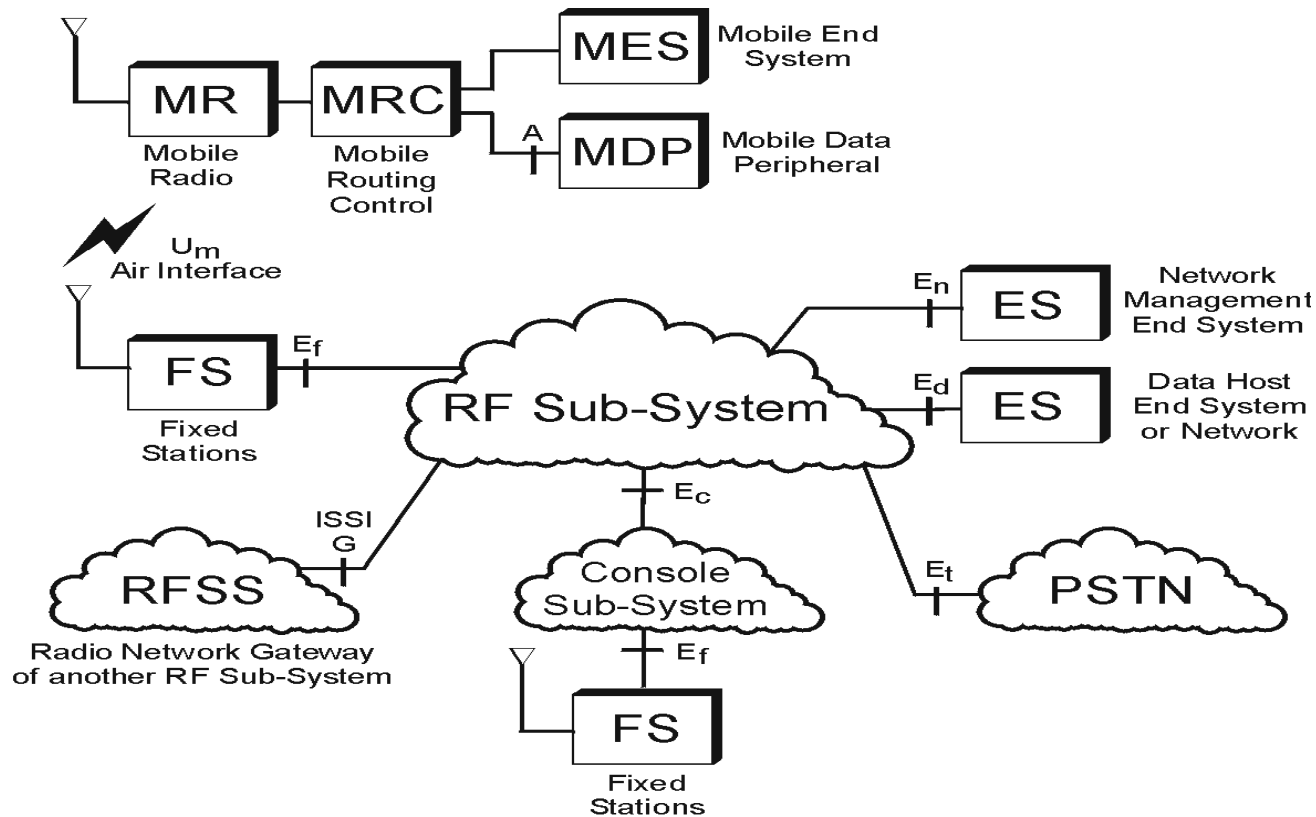 MR
Mobile
Radio
MRC
Mobile
Routing
Control
MES
Mobile End
System
A
MDP
Mobile Data
Peripheral
Um
Air Interface
FS
Fixed
Stations
Ef
RF Sub-System
En
ES
Network
Management
End System
Ed
ES
Data Host
End System
or Network
ISSI
G
RFSS
Radio Network Gateway
of another RF Sub-System
Ec
Console
Sub-System
Ef
FS
Fixed
Stations
Et
PSTN